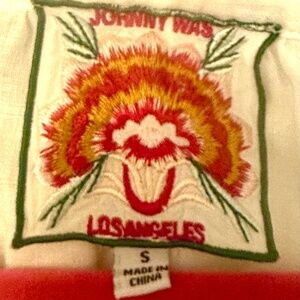 JOHNNY WAS
LOS ANGELES
S
MADE IN
CHINA